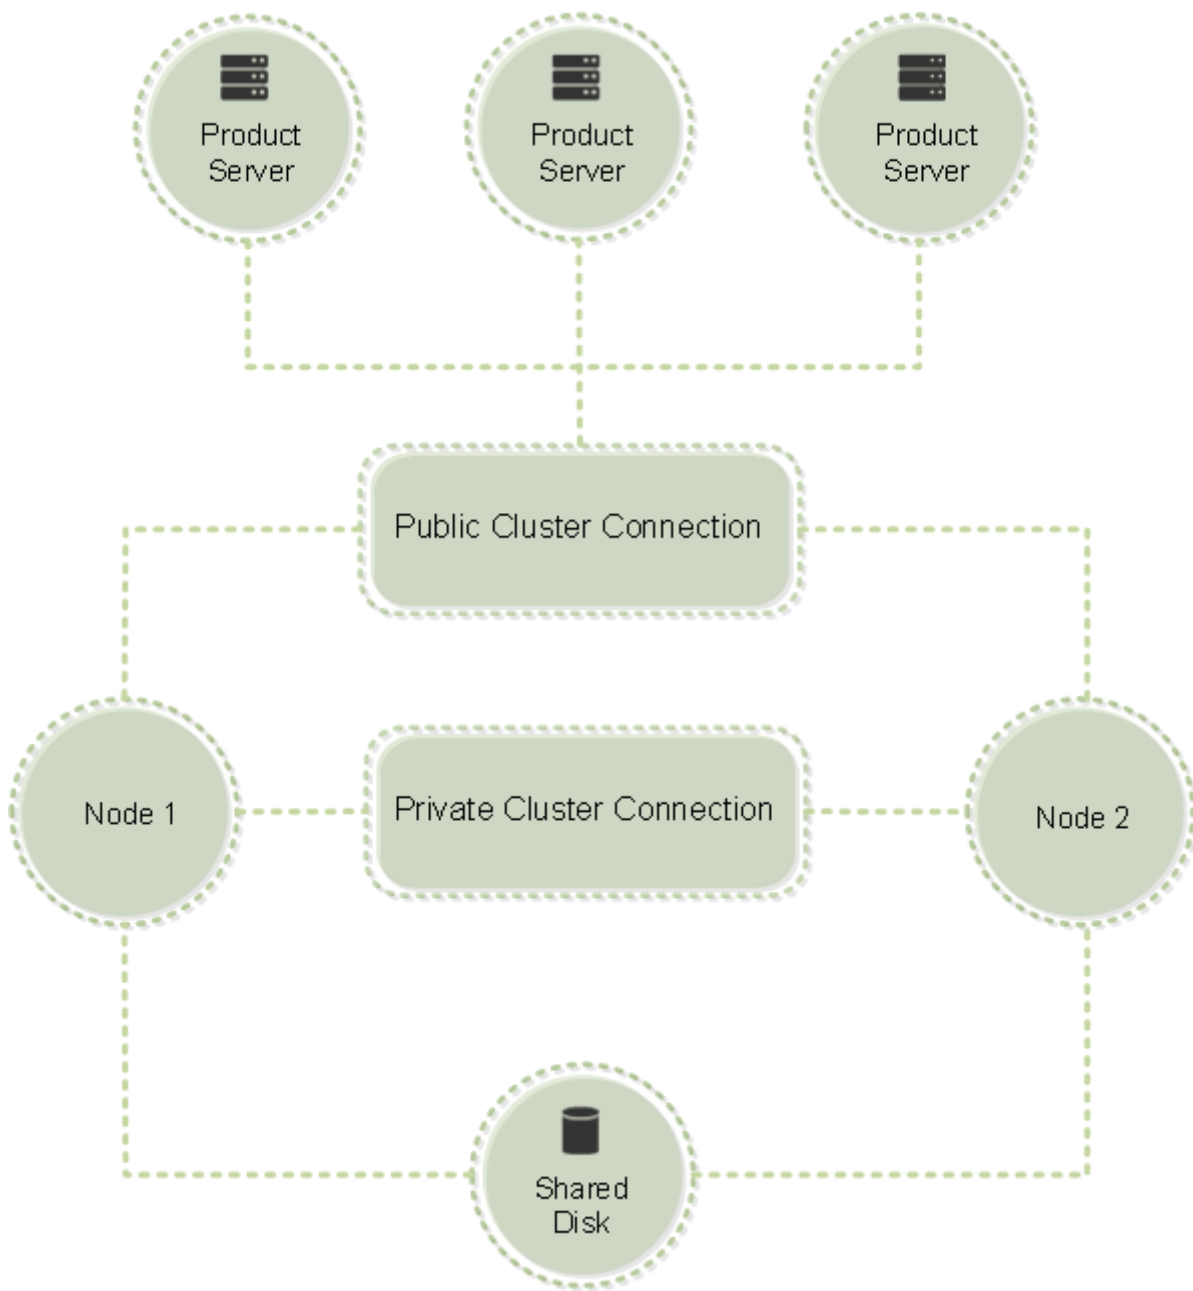 Product
Server
Product
Server
Product
Server
Public Cluster Connection
Node 1
Private Cluster Connection
Node 2
Shared
Disk